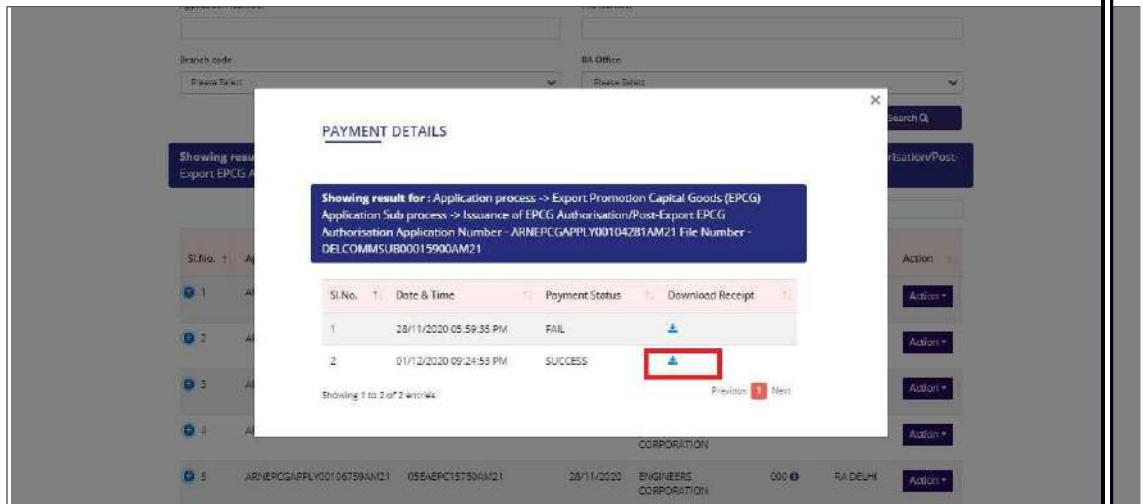 Branch code RA Office
Please Select Please Select
× Search
PAYMENT DETAILS
Showing resu risation/Post-
Export EPCG A
Showing result for : Application process -> Export Promotion Capital Goods (EPCG)
Application Sub process -> Issuance of EPCG Authorisation/Post-Export EPCG
Authorisation Application Number - ARNEPCGAPPLY00104281AM21 File Number -
DELCOMMSUB00015900AM21
Sl.No. Action
Sl.No. Date & Time Payment Status Download Receipt
1 Action
1 28/11/2020 05:59:35 PM FAIL
2 Action
2 01/12/2020 09:24:53 PM SUCCESS
3 Action
Showing 1 to 2 of 2 entries Previous 1 Next
4 Action
CORPORATION
5 ARNEPCGAPPLY00106759AM21 05EAEPC15750AM21 28/11/2020 ENGINEERS 000 RA DELHI Action
CORPORATION